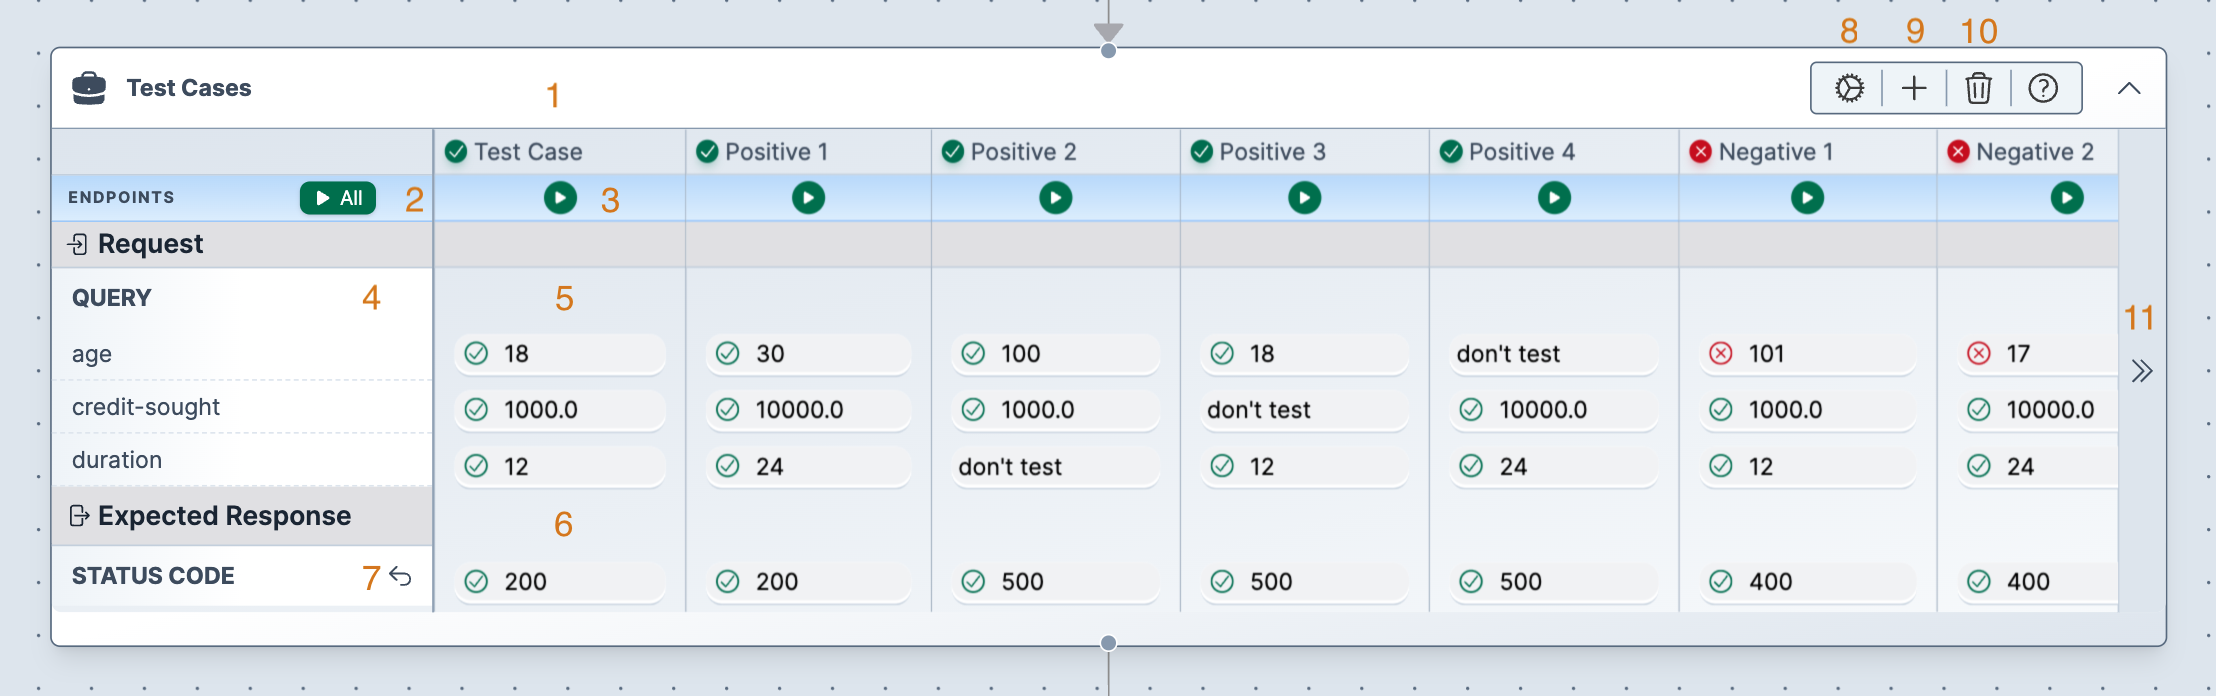 8 9 10
Test Cases 1
Test Case Positive 1 Positive 2 Positive 3 Positive 4 Negative 1 Negative 2
ENDPOINTS All 2 3
Request
QUERY 4 5
11
age 18 30 100 18 don't test 101 17
credit-sought 1000.0 10000.0 1000.0 don't test 10000.0 1000.0 10000.0
duration 12 24 don't test 12 24 12 24
Expected Response 6
STATUS CODE 7 200 200 500 500 500 400 400